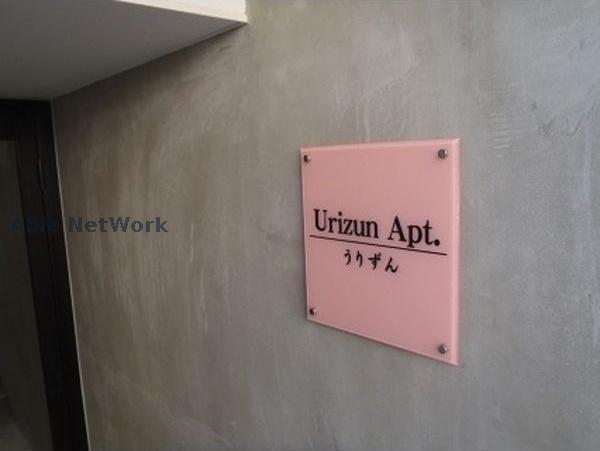 Urizun Apt.
うりずん
Able NetWork